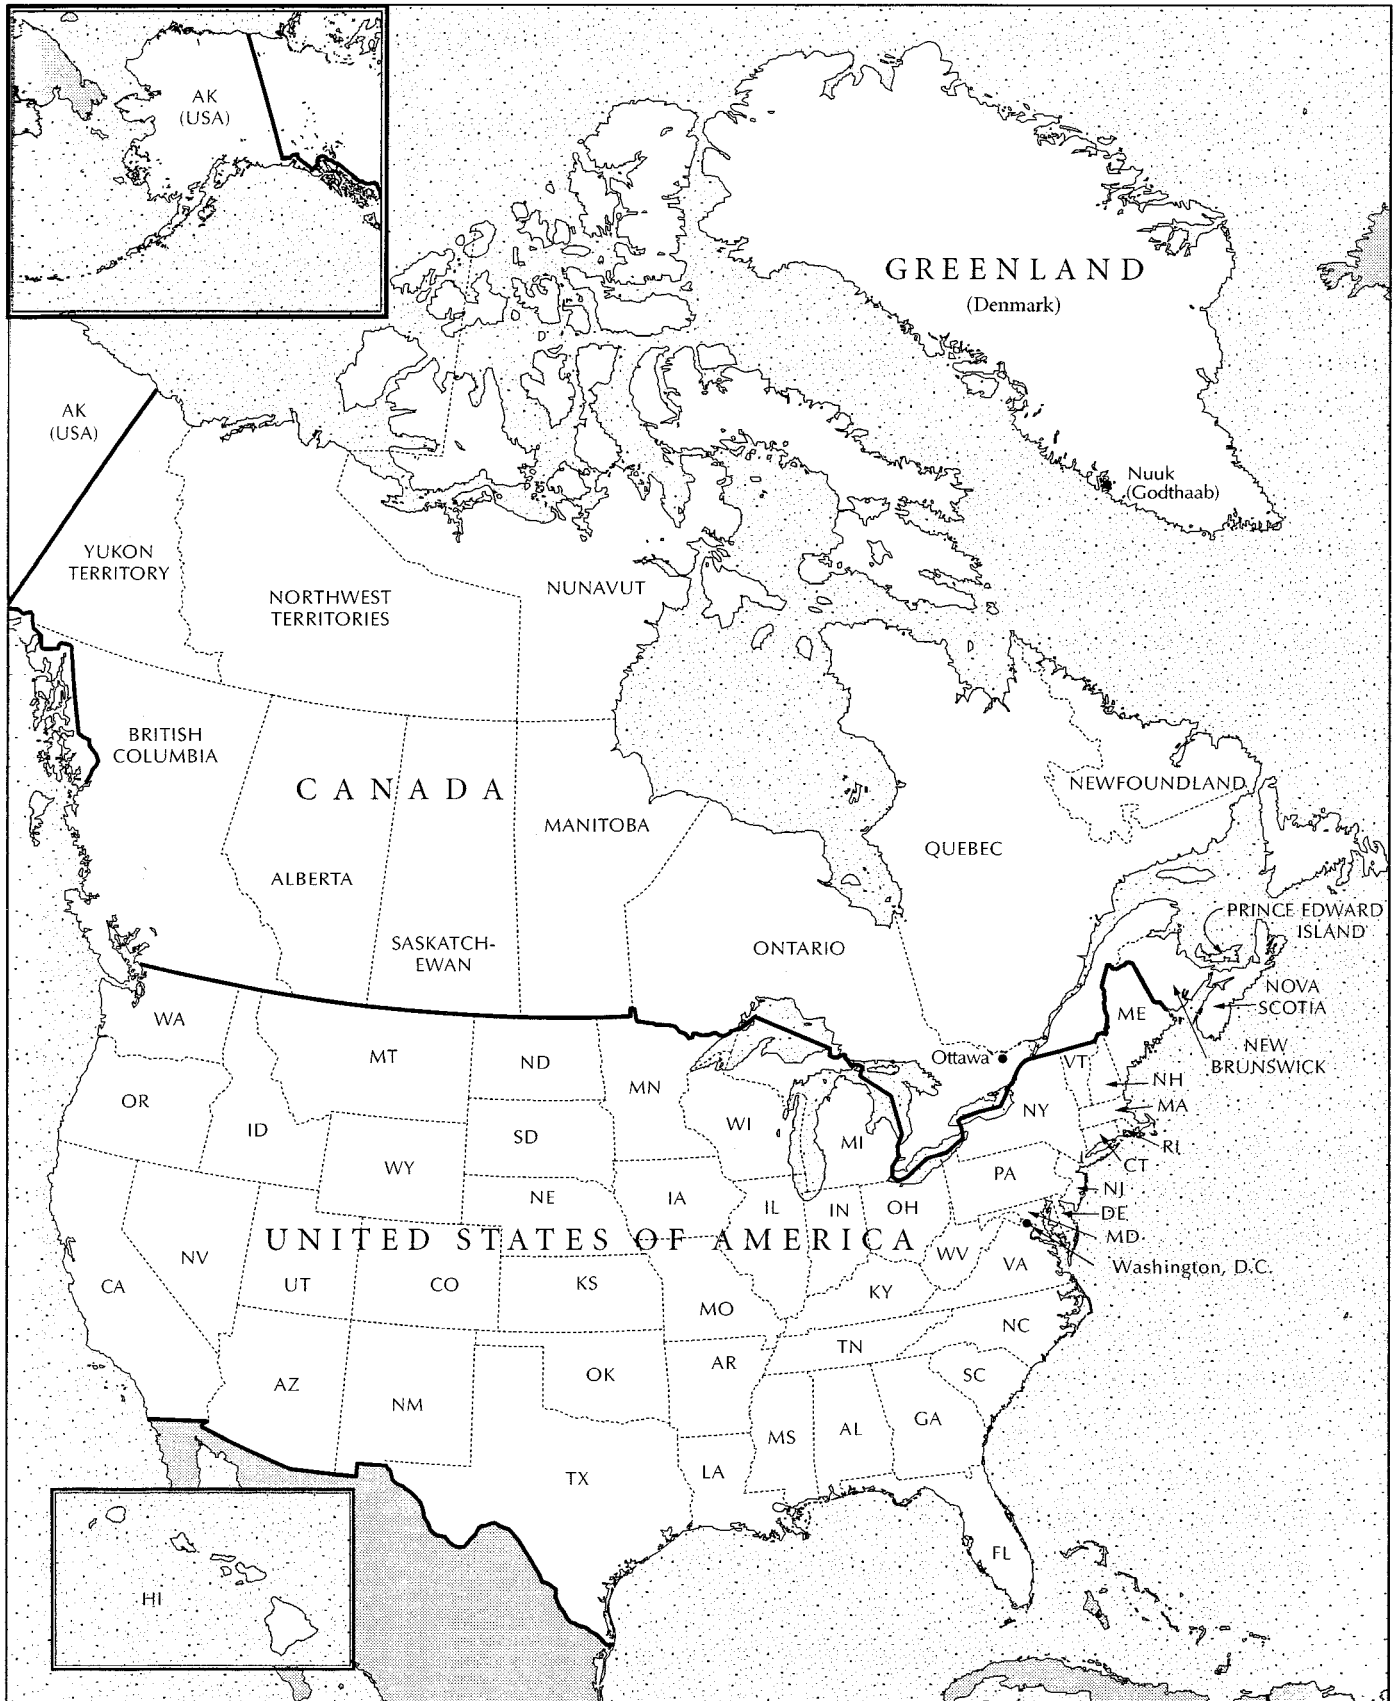 AK
(USA)
GREENLAND
(Denmark)
AK
(USA)
Nuuk
(Godthaab)
YUKON
TERRITORY
NORTHWEST
TERRITORIES
NUNAVUT
BRITISH
COLUMBIA
CANADA
NEWFOUNDLAND
MANITOBA
QUEBEC
ALBERTA
PRINCE EDWARD
ISLAND
SASKATCH-
EWAN
ONTARIO
NOVA
SCOTIA
WA
ME
NEW
BRUNSWICK
MT
ND
Ottawa
VT
NH
MN
OR
NY
MA
ID
SD
WI
MI
RI
CT
WY
PA
NJ
NE
IA
IL
IN
OH
DE
MD
UNITED STATES OF AMERICA
NV
WV
VA
Washington, D.C.
CA
UT
CO
KS
KY
MO
NC
TN
AR
AZ
OK
SC
NM
GA
MS
AL
TX
LA
FL
HI